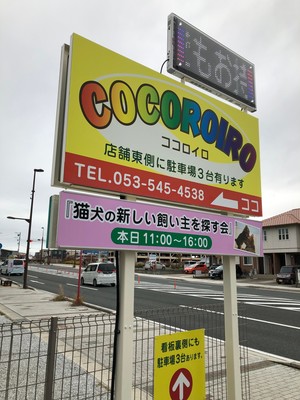 もお持
COCOROIRO
ココロイロ
店舗東側に駐車場3台有ります
TEL.053-545-4538
ココ
『猫犬の新しい飼い主を探す会』
本日 11:00〜16:00
看板裏側にも
駐車場3台あります。